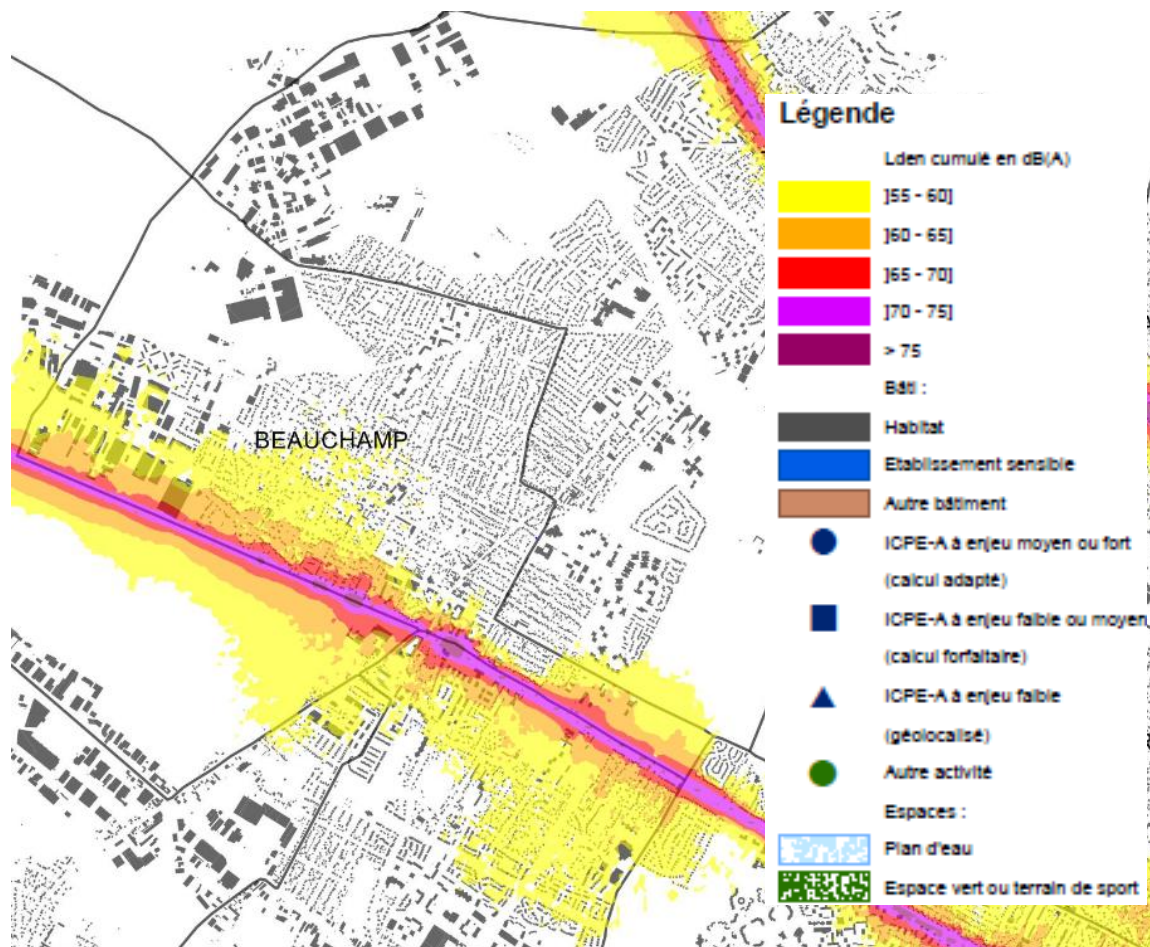 BEAUCHAMP
Légende
Lden cumulé en dB(A)
]55 - 60]
]60 - 65]
]65 - 70]
]70 - 75]
> 75
Bâti :
Habitat
Etablissement sensible
Autre bâtiment
ICPE-A à enjeu moyen ou fort
(calcul adapté)
ICPE-A à enjeu faible ou moyen
(calcul forfaitaire)
ICPE-A à enjeu faible
(géolocalisé)
Autre activité
Espaces :
Plan d'eau
Espace vert ou terrain de sport